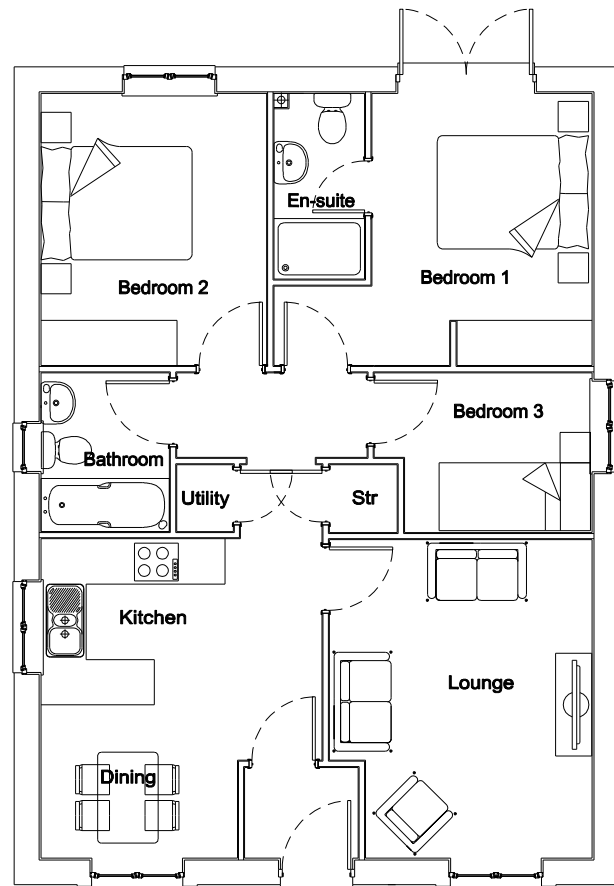 En-suite
Bedroom 2
Bedroom 1
Bedroom 3
Bathroom
Utility
Str
Kitchen
Lounge
Dining